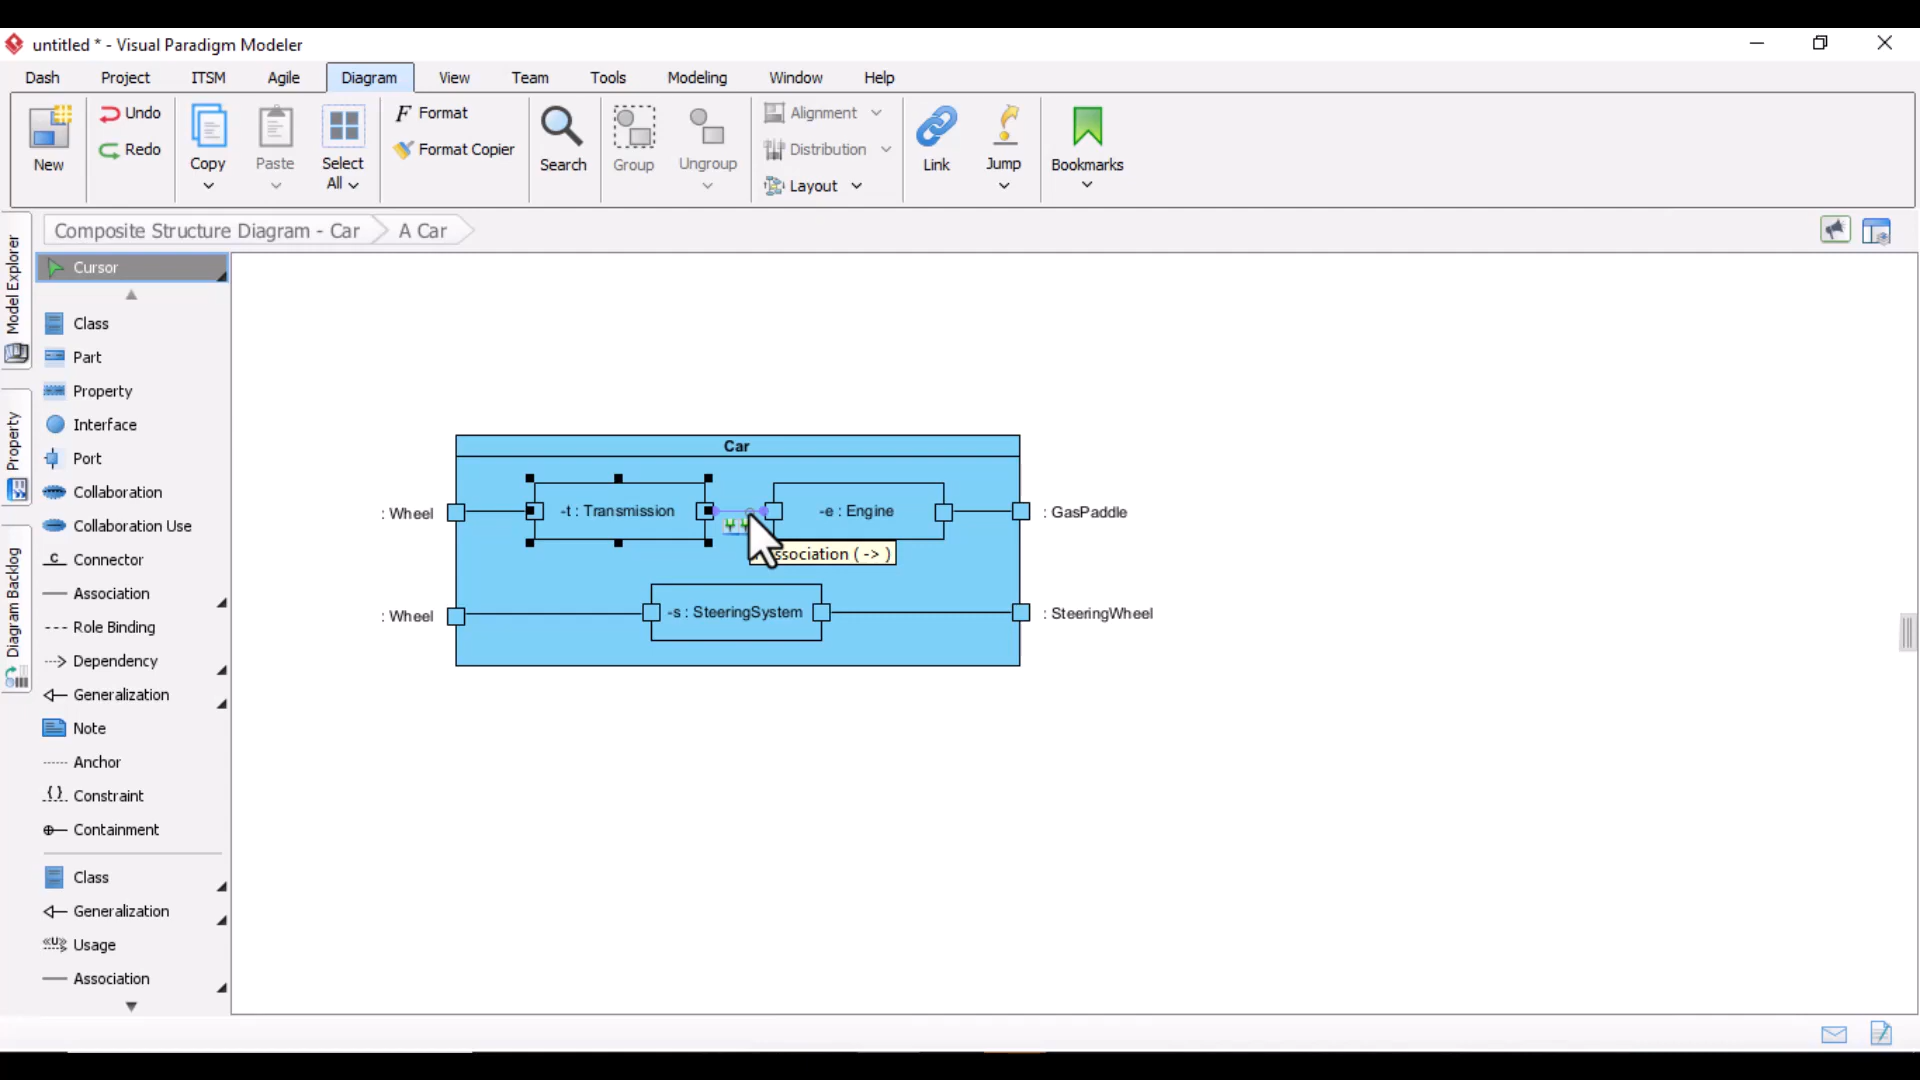 untitled * - Visual Paradigm Modeler
Dash Project ITSM Agile Diagram View Team Tools Modeling Window Help
New
Undo
Redo
Copy
Paste
Select
All
F Format
Format Copier
Search
Group
Ungroup
Alignment
Distribution
Layout
Link
Jump
Bookmarks
Composite Structure Diagram - Car
A Car
Model Explorer
Property
Diagram Backlog
Cursor
Class
Part
Property
Interface
Port
Collaboration
Collaboration Use
C Connector
Association
Role Binding
Dependency
Generalization
Note
Anchor
{} Constraint
Containment
Class
Generalization
«U» Usage
Association
Car
: Wheel
-t : Transmission
-e : Engine
: GasPaddle
ssociation ( -> )
: Wheel
-s : SteeringSystem
: SteeringWheel